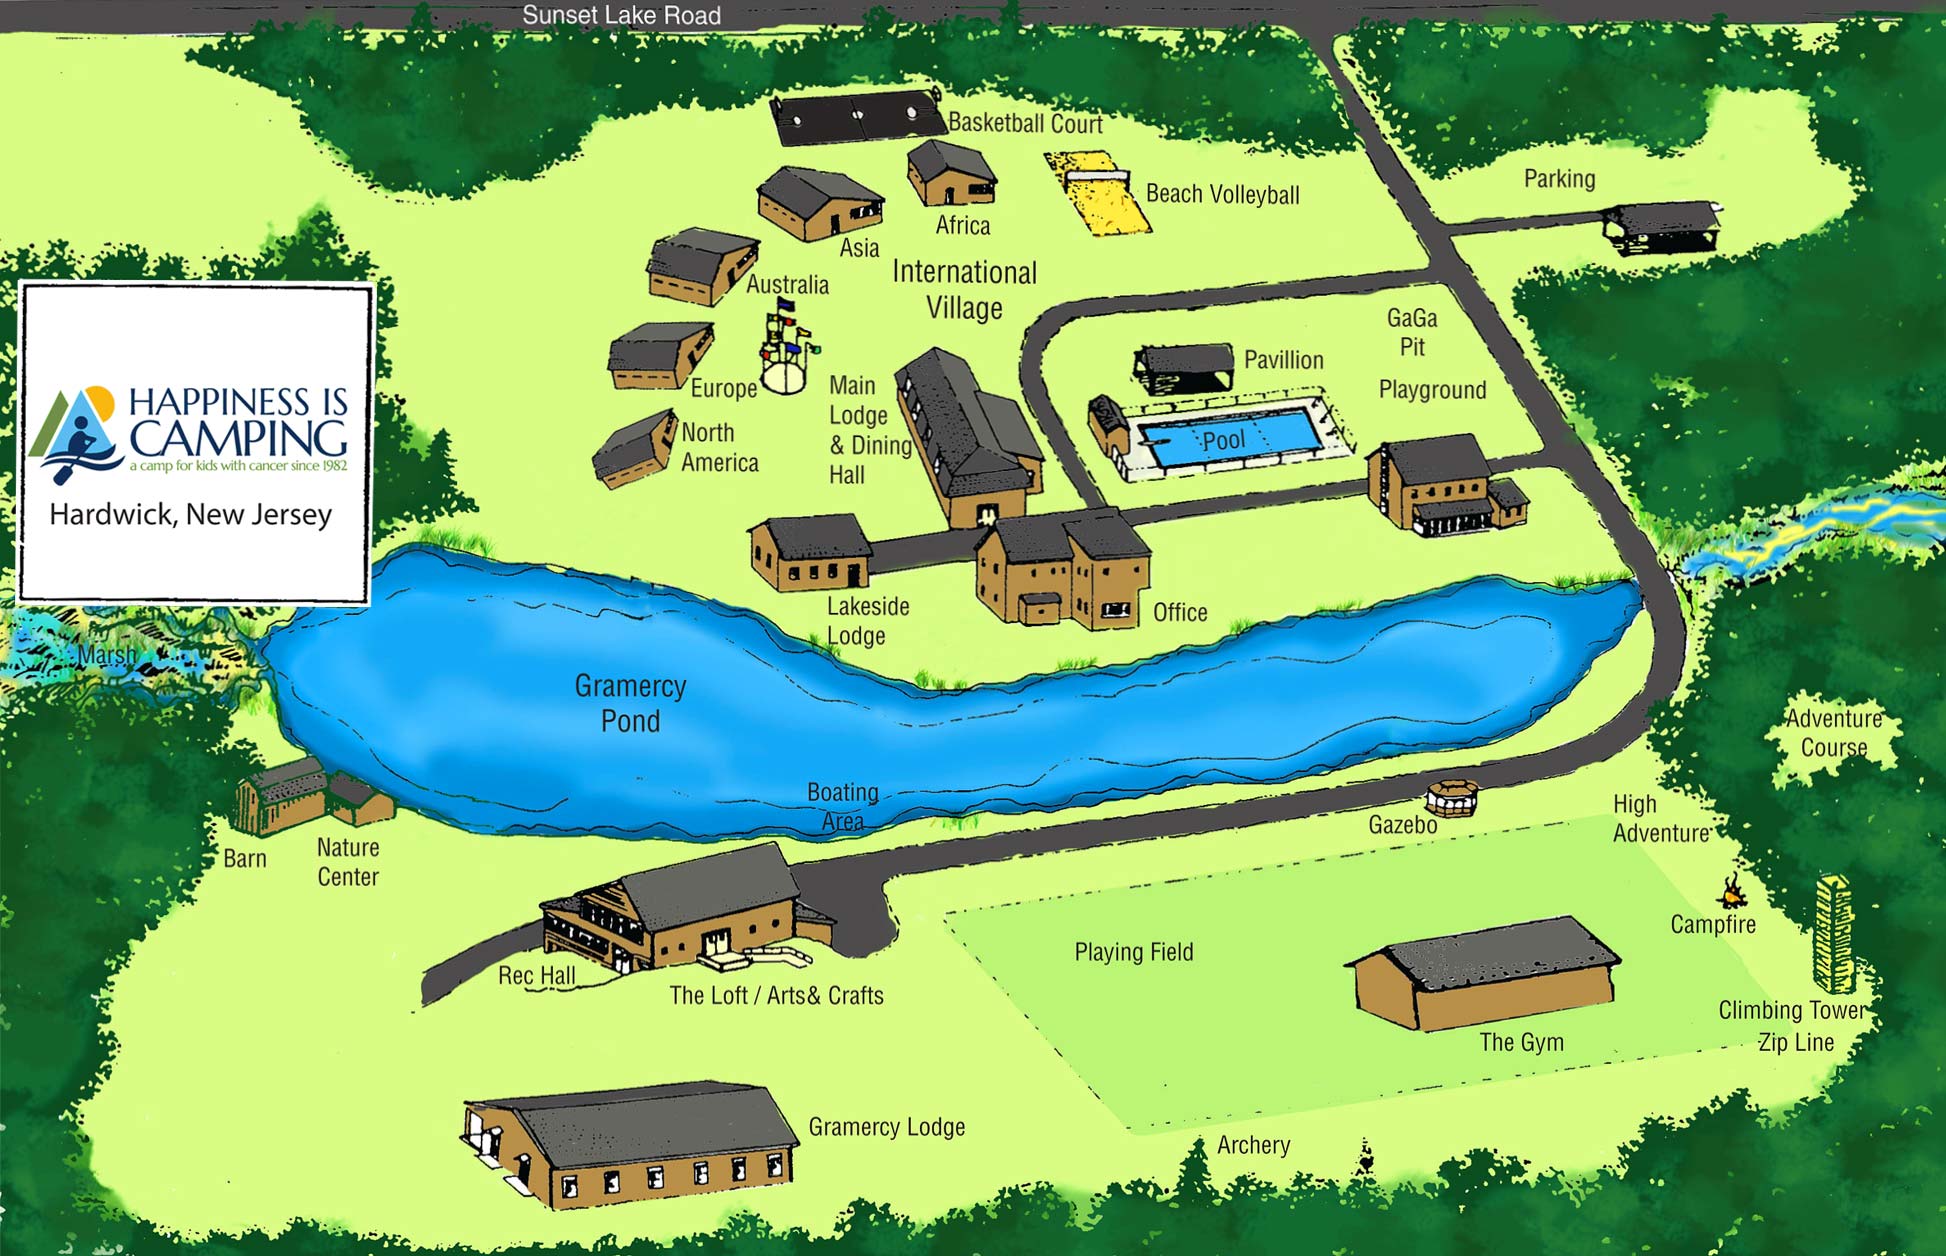 Sunset Lake Road
Basketball Court
Parking
Beach Volleyball
Africa
Asia
International
Village
Australia
GaGa
Pit
Pavillion
Playground
Europe
Main
Lodge
& Dining
Hall
North
America
Pool
HAPPINESS IS
CAMPING
a camp for kids with cancer since 1982
Hardwick, New Jersey
Lakeside
Lodge
Office
Marsh
Gramercy
Pond
Adventure
Course
Boating
Area
High
Adventure
Gazebo
Barn
Nature
Center
Campfire
Playing Field
Rec Hall
The Loft / Arts& Crafts
Climbing Tower
Zip Line
The Gym
Gramercy Lodge
Archery